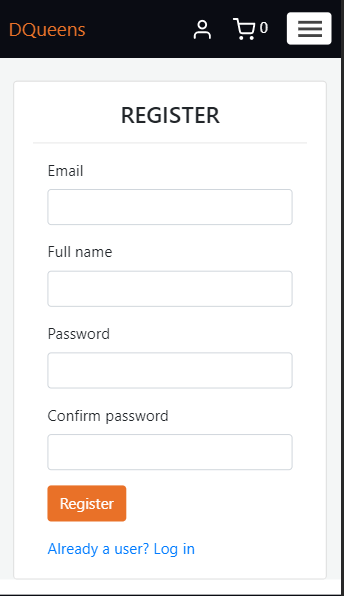 DQueens 0
REGISTER
Email
Full name
Password
Confirm password
Register
Already a user? Log in